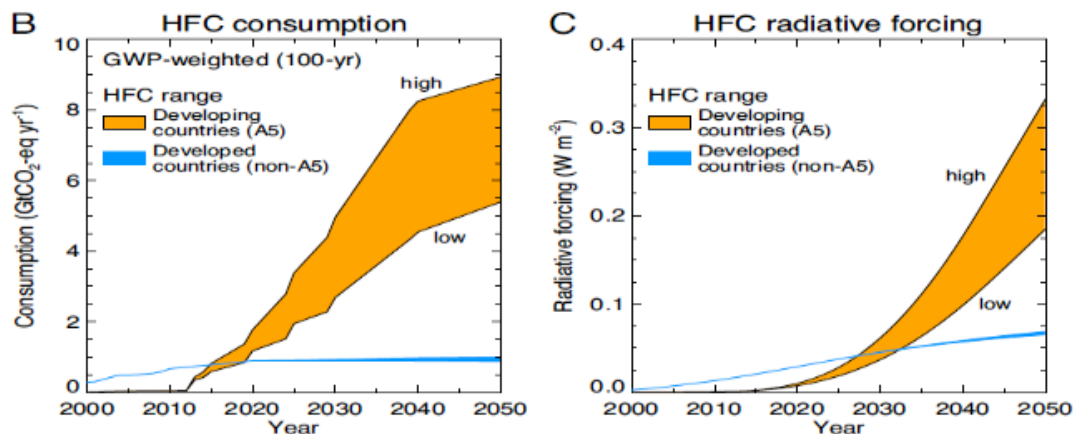 B
HFC consumption
GWP-weighted (100-yr)
HFC range
Developing
countries (A5)
Developed
countries (non-A5)
high
low
Consumption (GtCO₂-eq yr⁻¹)
10
8
6
4
2
0
2000
2010
2020
2030
2040
2050
Year
C
HFC radiative forcing
HFC range
Developing
countries (A5)
Developed
countries (non-A5)
high
low
Radiative forcing (W m⁻²)
0.4
0.3
0.2
0.1
0.0
2000
2010
2020
2030
2040
2050
Year